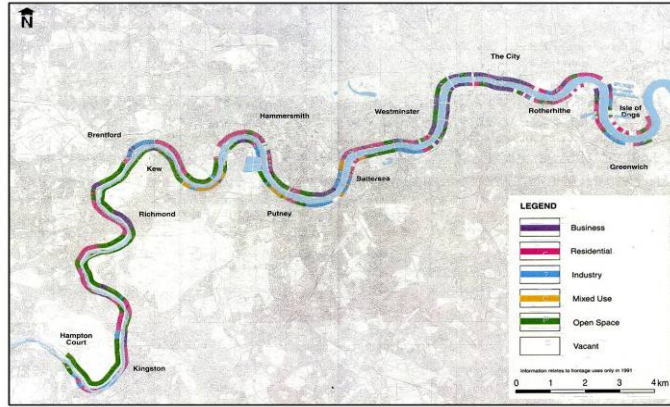 N
The City
Westminster
Rotherhithe
Isle of
Dogs
Hammersmith
Brentford
Greenwich
Kew
Battersea
Richmond
Putney
LEGEND
Business
Residential
Industry
Mixed Use
Open Space
Vacant
Hampton
Court
Kingston
Information relates to frontage uses only in 1991
0 1 2 3 4 km